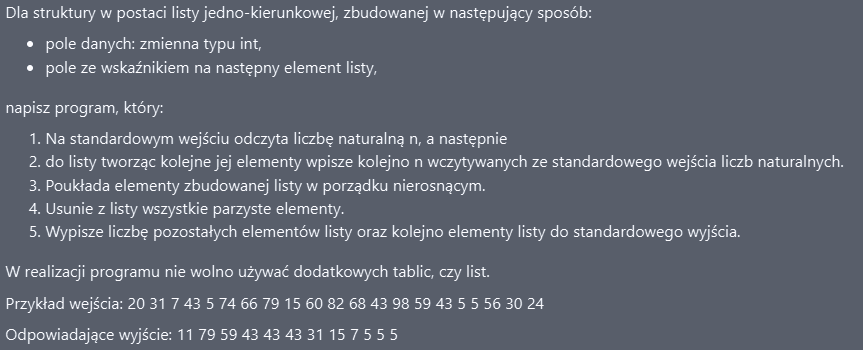 Dla struktury w postaci listy jedno-kierunkowej, zbudowanej w następujący sposób:
• pole danych: zmienna typu int,
• pole ze wskaźnikiem na następny element listy,
napisz program, który:
1. Na standardowym wejściu odczyta liczbę naturalną n, a następnie
2. do listy tworząc kolejne jej elementy wpisze kolejno n wczytywanych ze standardowego wejścia liczb naturalnych.
3. Poukłada elementy zbudowanej listy w porządku nierosnącym.
4. Usunie z listy wszystkie parzyste elementy.
5. Wypisze liczbę pozostałych elementów listy oraz kolejno elementy listy do standardowego wyjścia.
W realizacji programu nie wolno używać dodatkowych tablic, czy list.
Przykład wejścia: 20 31 7 43 5 74 66 79 15 60 82 68 43 98 59 43 5 5 56 30 24
Odpowiadające wyjście: 11 79 59 43 43 43 31 15 7 5 5 5